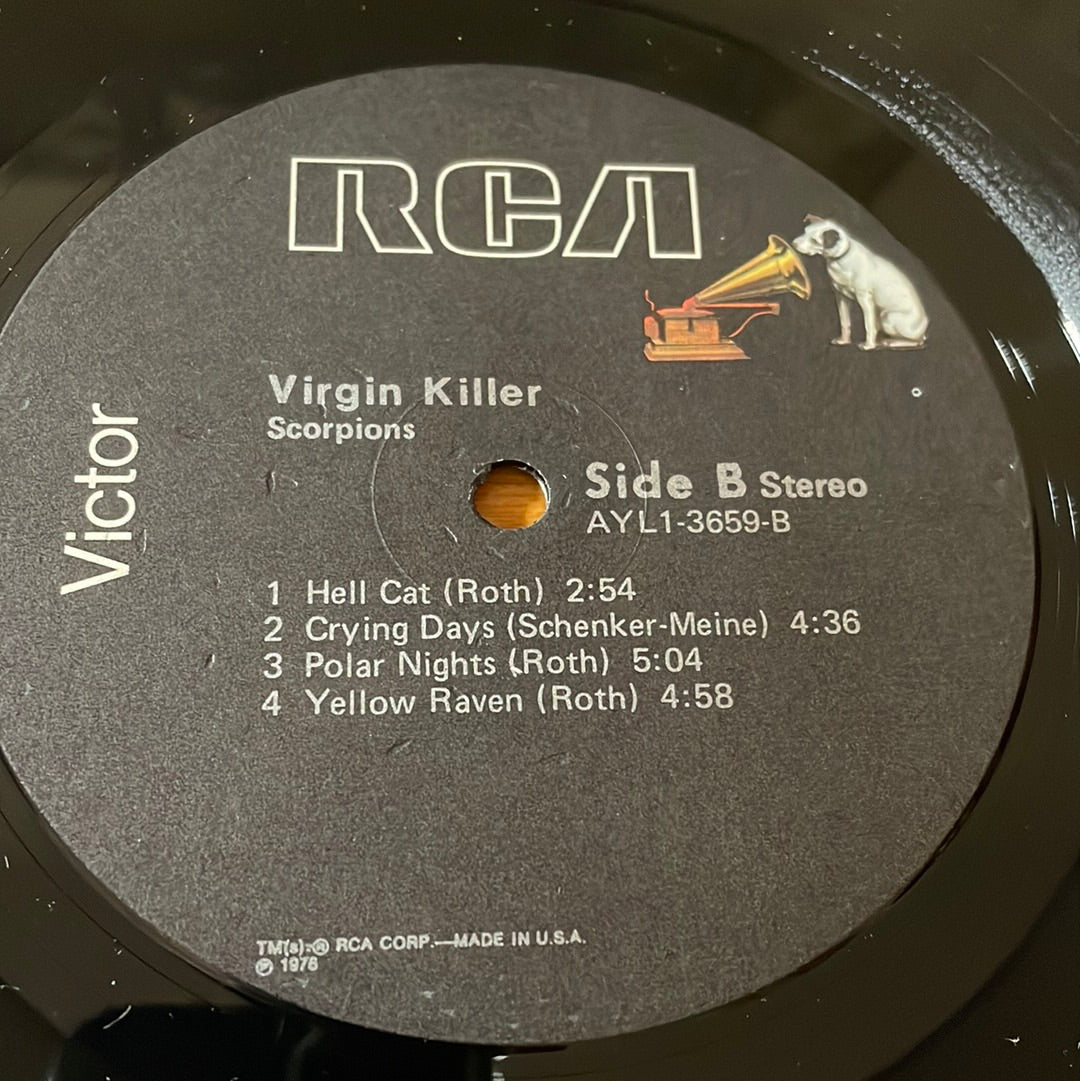 RCA
Victor
Virgin Killer
Scorpions
Side B Stereo
AYL1-3659-B
1 Hell Cat (Roth) 2:54
2 Crying Days (Schenker-Meine) 4:36
3 Polar Nights (Roth) 5:04
4 Yellow Raven (Roth) 4:58
TM(s)® RCA CORP.—MADE IN U.S.A.
℗ 1976